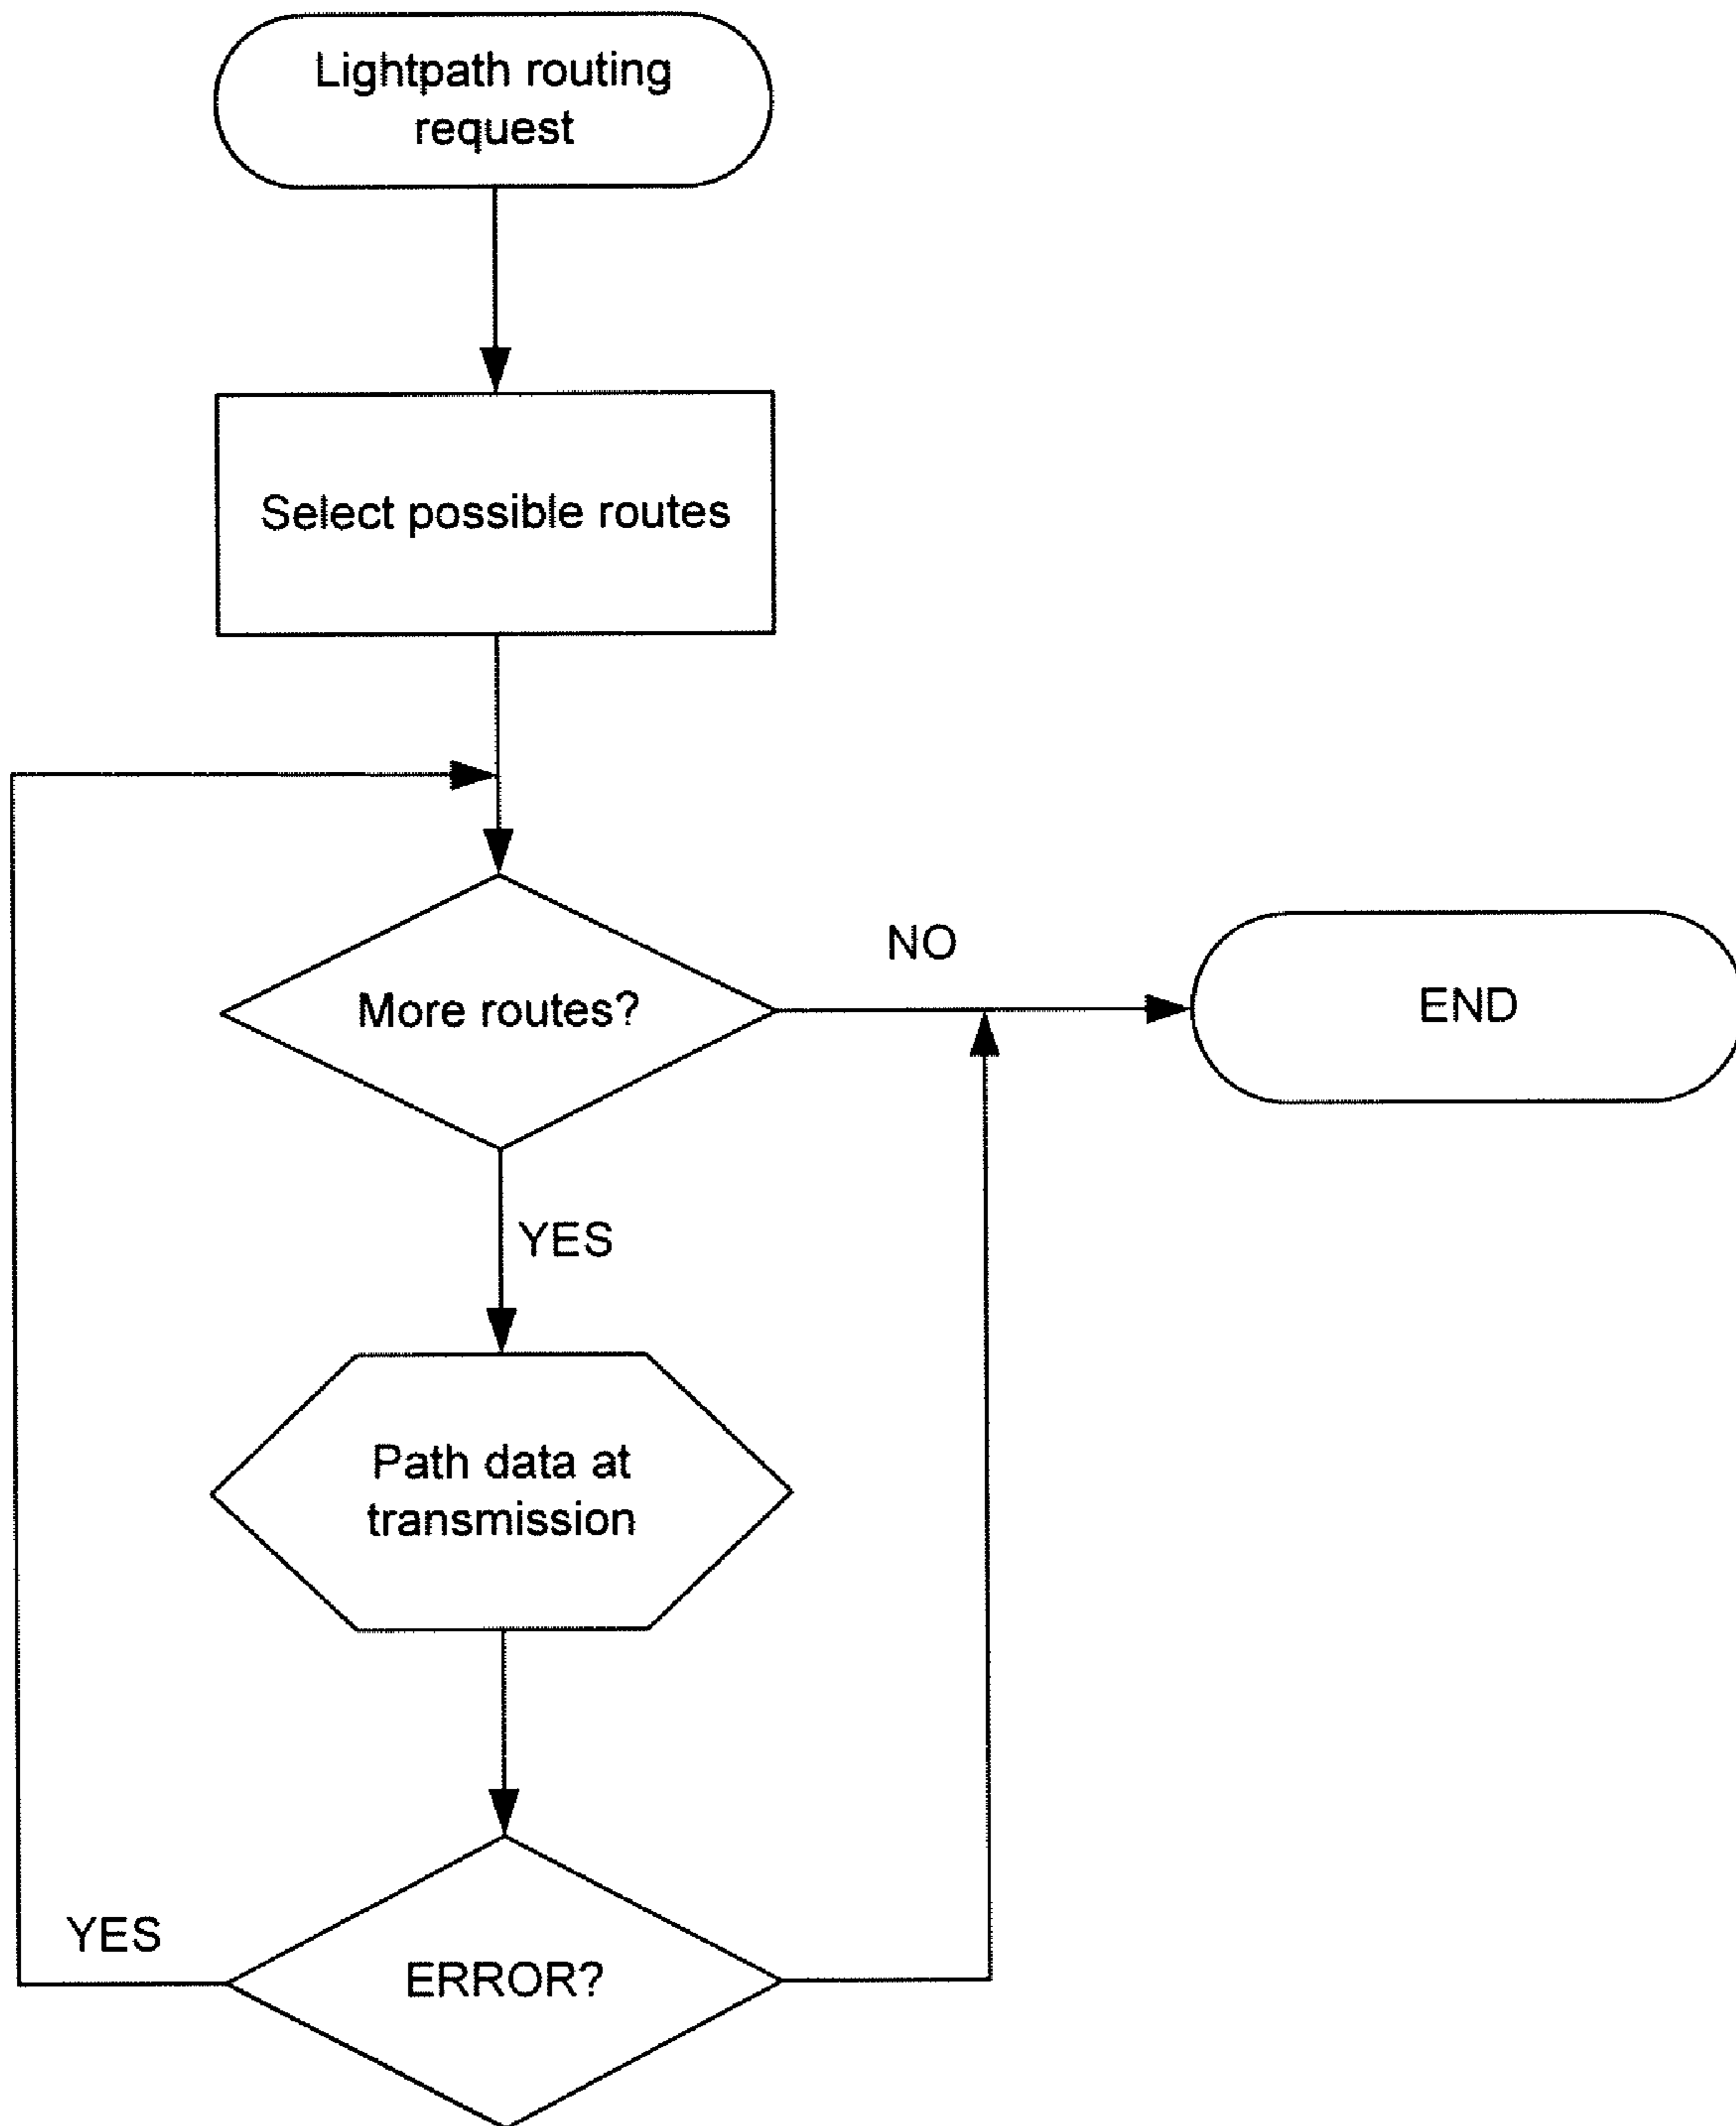 Lightpath routing
request
Select possible routes
More routes?
NO
END
YES
Path data at
transmission
YES
ERROR?